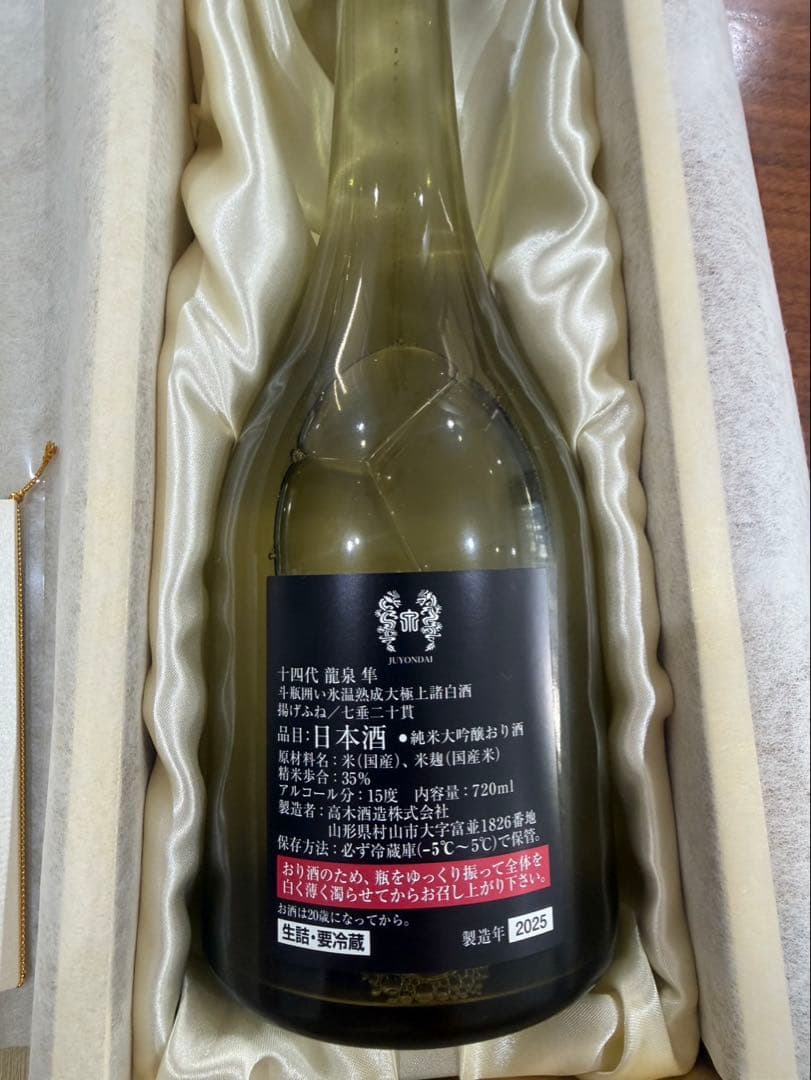 JUYONDAI
十四代 龍泉 隼
斗瓶囲い氷温熟成大極上諸白酒
揚げふね／七垂二十貫
品目:日本酒 ●純米大吟醸おり酒
原材料名：米(国産)、米麹(国産米)
精米歩合：35%
アルコール分：15度 内容量：720ml
製造者：高木酒造株式会社
山形県村山市大字富並1826番地
保存方法：必ず冷蔵庫(-5℃〜5℃)で保管。
おり酒のため、瓶をゆっくり振って全体を
白く薄く濁らせてからお召し上がり下さい。
お酒は20歳になってから。
生詰・要冷蔵 製造年 2025